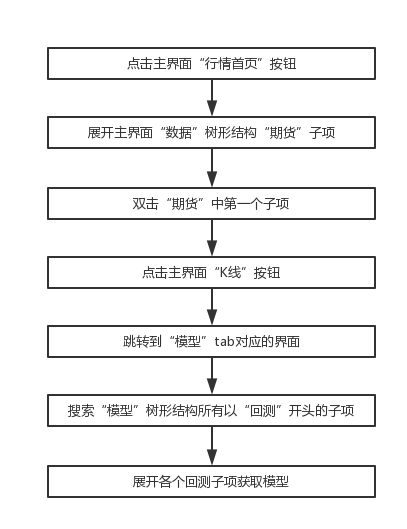 点击主界面“行情首页”按钮
展开主界面“数据”树形结构“期货”子项
双击“期货”中第一个子项
点击主界面“K线”按钮
跳转到“模型”tab对应的界面
搜索“模型”树形结构所有以“回测”开头的子项
展开各个回测子项获取模型